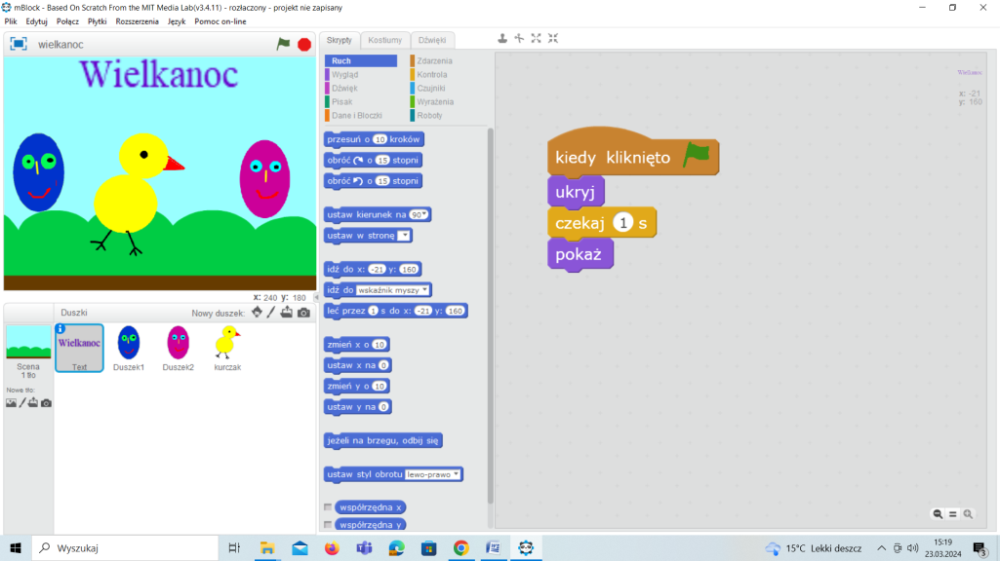 mBlock - Based On Scratch From the MIT Media Lab(v3.4.11) - rozłaczony - projekt nie zapisany
Plik Edytuj Połącz Płytki Rozszerzenia Język Pomoc on-line
wielkanoc
Wielkanoc
x: 240 y: 180
Duszki Nowy duszek:
Scena
1 tło
Nowe tło:
Wielkanoc
Text
Duszek1
Duszek2
kurczak
Skrypty Kostiumy Dźwięki
Ruch Zdarzenia
Wygląd Kontrola
Dźwięk Czujniki
Pisak Wyrażenia
Dane i Bloczki Roboty
przesuń o 10 kroków
obróć o 15 stopni
obróć o 15 stopni
ustaw kierunek na 90
ustaw w stronę
idź do x: -21 y: 160
idź do wskaźnik myszy
leć przez 1 s do x: -21 y: 160
zmień x o 10
ustaw x na 0
zmień y o 10
ustaw y na 0
jeżeli na brzegu, odbij się
ustaw styl obrotu lewo-prawo
współrzędna x
współrzędna y
Wielkanoc
x: -21
y: 160
kiedy kliknięto
ukryj
czekaj 1 s
pokaż
Wyszukaj
15°C Lekki deszcz
15:19
23.03.2024
3